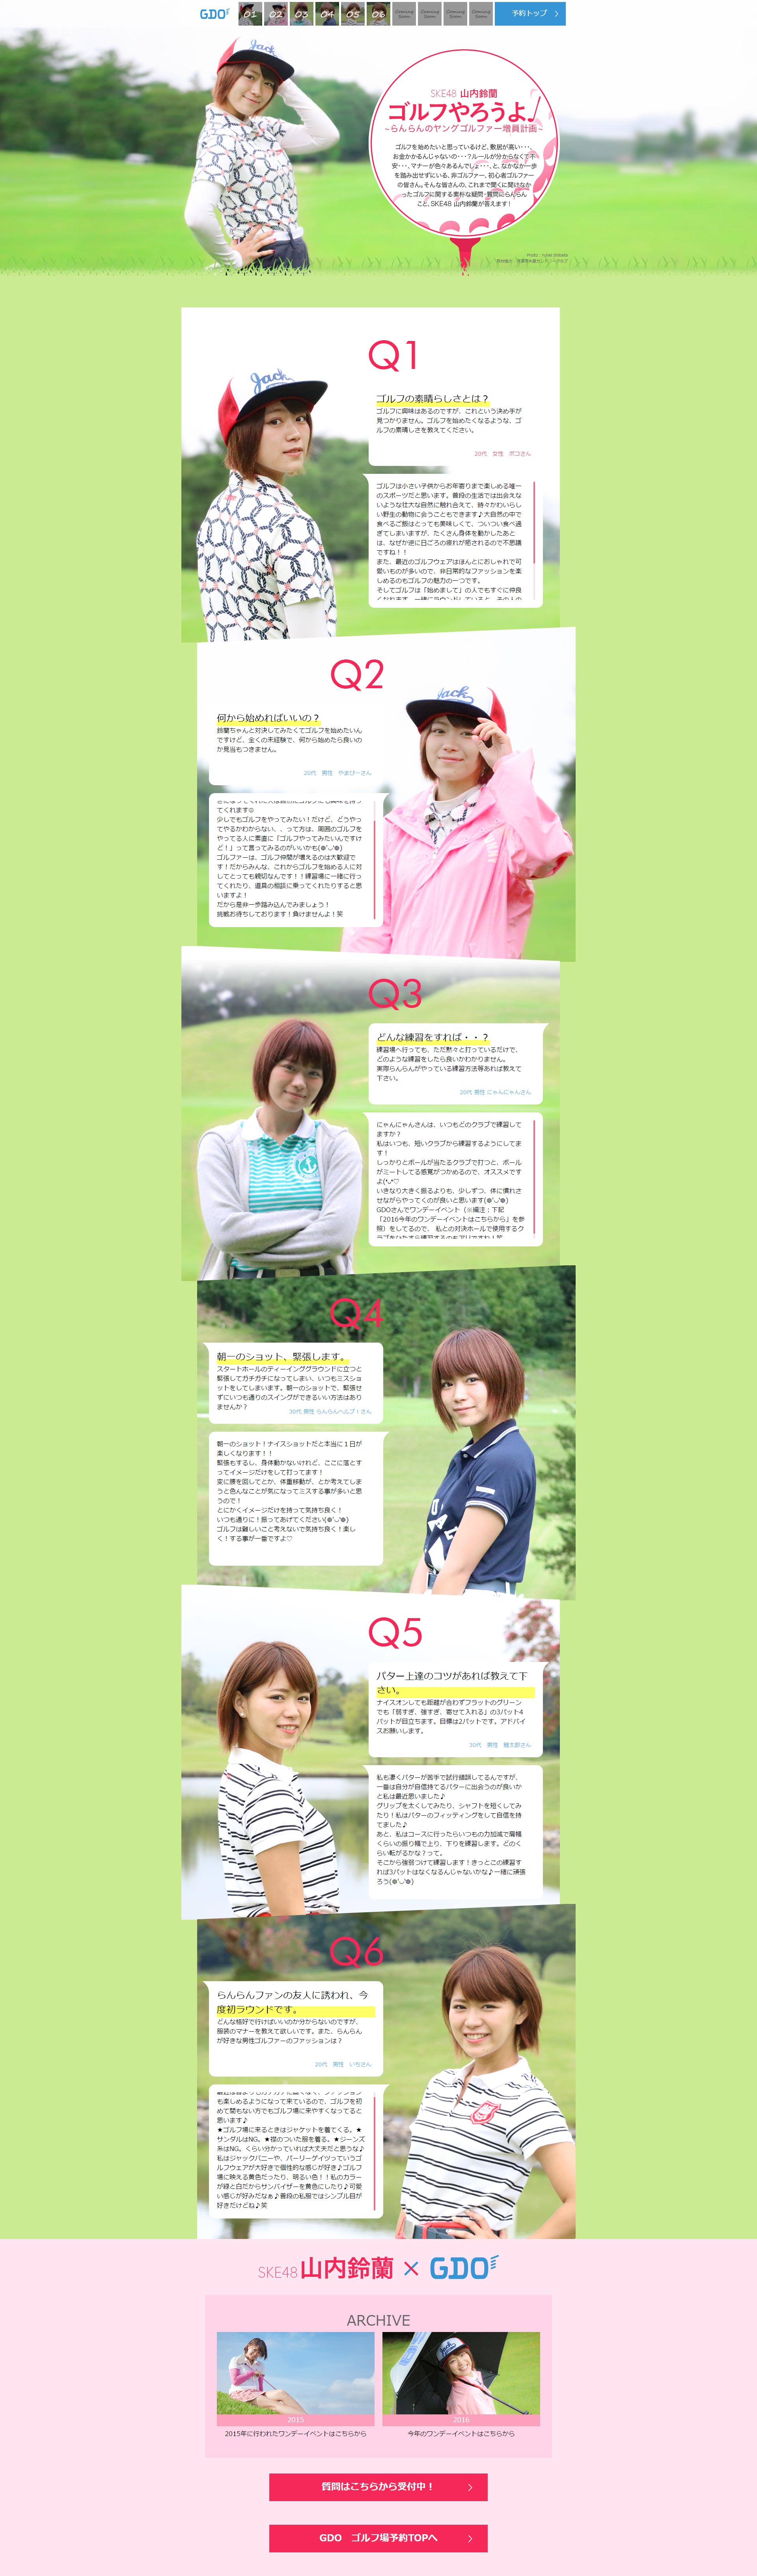 GDO
01 02 03 04 05 06 Coming Soon Coming Soon Coming Soon Coming Soon 予約トップ
Jack
SKE48 山内鈴蘭
ゴルフやろうよ♪
~らんらんのヤングゴルファー増員計画~
ゴルフを始めたいと思っているけど、敷居が高い・・、
お金かかるんじゃないの・・・？ルールが分からなくて不
安・・・、マナーが色々あるんでしょ・・・、と、なかなか一歩
を踏み出せずにいる、非ゴルファー、初心者ゴルファー
の皆さん。そんな皆さんの、これまで聞くに聞けなか
ったゴルフに関する素朴な疑問・質問にらんらん
こと、SKE48 山内鈴蘭が答えます！
Q1
Jack
ゴルフの素晴らしさとは？
ゴルフに興味はあるのですが、これという決め手が
見つかりません。ゴルフを始めたくなるような、ゴ
ルフの素晴しさを教えてください。
20代　女性　ポコさん
ゴルフは小さい子供からお年寄りまで楽しめる唯一
のスポーツだと思います。普段の生活では出会えな
いような壮大な自然に触れ合えて、時々かわいらし
い野生の動物に会うこともできます♪大自然の中で
食べるご飯はとっても美味しくて、ついつい食べ過
ぎてしまいますが、たくさん身体を動かしたあと
は、なぜか逆に日ごろの疲れが癒されるので不思議
ですね！！
また、最近のゴルフウェアはほんとにおしゃれで可
愛いものが多いので、非日常的なファッションを楽
しめるのもゴルフの魅力の一つです。
そしてゴルフは「始めまして」の人でもすぐに仲良
Q2
Jack
何から始めればいいの？
鈴蘭ちゃんと対決してみたくてゴルフを始めたいん
ですけど、全くの未経験で、何から始めたら良いの
か見当もつきません。
20代　男性　やまぴーさん
てくれます☺
少しでもゴルフをやってみたい！だけど、どうやっ
てやるかわからない、、って方は、周囲のゴルフを
やってる人に素直に「ゴルフやってみたいんですけ
ど！」って言ってみるのがいいかも(❁´◡`❁)
ゴルファーは、ゴルフ仲間が増えるのは大歓迎で
す！だからみんな、これからゴルフを始める人に対
してとっても親切なんです！！練習場に一緒に行っ
てくれたり、道具の相談に乗ってくれたりすると思
いますよ！
だから是非一歩踏み込んでみましょう！
挑戦お待ちしております！負けませんよ！笑
Q3
どんな練習をすれば・・？
練習場へ行っても、ただ黙々と打っているだけで、
どのような練習をしたら良いかわかりません。
実際らんらんがやっている練習方法等あれば教えて
下さい。
20代 男性 にゃんにゃんさん
にゃんにゃんさんは、いつもどのクラブで練習して
ますか？
私はいつも、短いクラブから練習するようにしてま
す！
しっかりとボールが当たるクラブで打つと、ボール
がミートしてる感覚がつかめるので、オススメです
よ(❛ᴗ❛)♡
いきなり大きく振るよりも、少しずつ、体に慣れさ
せながらやってくのが良いと思います(❁´◡`❁)
GDOさんでワンデーイベント（※編注：下記
「2016今年のワンデーイベントはこちらから」を参
照）をしてるので、 私との対決ホールで使用するク
ラブをひたすら練習するのもアリですね！笑
Q4
朝一のショット、緊張します。
スタートホールのティーインググラウンドに立つと
緊張してガチガチになってしまい、いつもミスショ
ットをしてしまいます。朝一のショットで、緊張せ
ずにいつも通りのスイングができるいい方法はあり
ませんか？
30代 男性 らんらんヘルプ！さん
朝一のショット！ナイスショットだと本当に１日が
楽しくなります！！
緊張もするし、身体動かないけれど、ここに落とす
ってイメージだけをして打ってます！
変に腰を回してとか、体重移動が、とか考えてしま
うと色んなことが気になってミスする事が多いと思
うので！
とにかくイメージだけを持って気持ち良く！
いつも通りに！振ってあげてください(❁´◡`❁)
ゴルフは難しいこと考えないで気持ち良く！楽し
く！する事が一番ですよ♡
Q5
パター上達のコツがあれば教えて下
さい。
ナイスオンしても距離が合わずフラットのグリーン
でも「弱すぎ、強すぎ、寄せて入れる」の3パット4
パットが目立ちます。目標は2パットです。アドバイ
スお願いします。
私も凄くパターが苦手で試行錯誤してるんですが、
一番は自分が自信持てるパターに出会うのが良いか
と私は最近思いました♪
グリップを太くしてみたり、シャフトを短くしてみ
たり！私はパターのフィッティングをして自信を持
てました♪
あと、私はコースに行ったらいつもの力加減で肩幅
くらいの振り幅で上り、下りを練習します。どのく
らい転がるかな？って。
そこから強弱つけて練習します！きっとこの練習す
れば3パットはなくなるんじゃないかな♪一緒に頑張
ろう(❁´◡`❁)
Q6
らんらんファンの友人に誘われ、今
度初ラウンドです。
どんな格好で行けばいいのか分からないのですが、
服装のマナーを教えて欲しいです。また、らんらん
が好きな男性ゴルファーのファッションは？
20代　男性　いちさん
も楽しめるようになって来ているので、ゴルフを初
めて間もない方でもゴルフ場に来やすくなってると
思います♪
★ゴルフ場に来るときはジャケットを着てくる。★
サンダルはNG。★襟のついた服を着る。★ジーンズ
系はNG。くらい分かっていれば大丈夫だと思うな♪
私はジャックバニーや、パーリーゲイツっていうゴ
ルフウェアが大好きで個性的な感じが好き♪ゴルフ
場に映える黄色だったり、明るい色！！私のカラー
が緑と白だからサンバイザーを黄色にしたり♪可愛
い感じが好みだなぁ♪普段の私服ではシンプル目が
好きだけどね♪笑
SKE48 山内鈴蘭 × GDO
ARCHIVE
2015 2016
2015年に行われたワンデーイベントはこちらから 今年のワンデーイベントはこちらから
質問はこちらから受付中！
GDO　ゴルフ場予約TOPへ